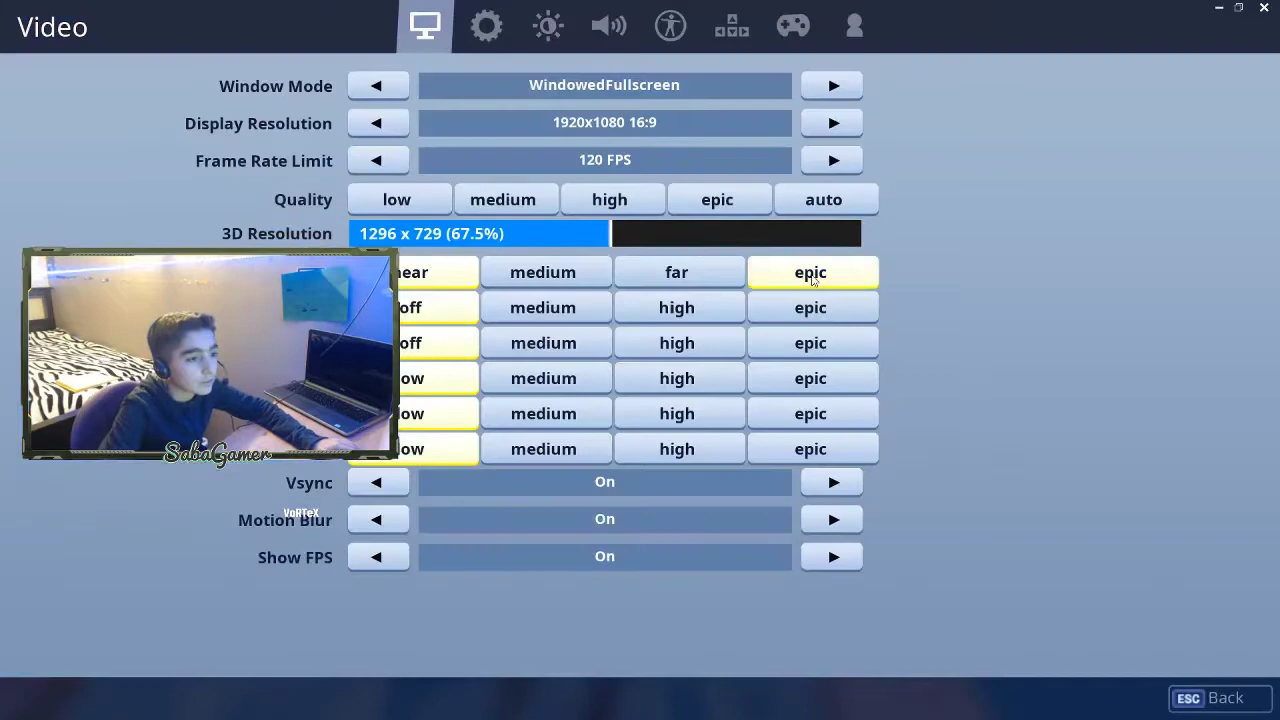 Video
Window Mode ◄ WindowedFullscreen ►
Display Resolution ◄ 1920x1080 16:9 ►
Frame Rate Limit ◄ 120 FPS ►
Quality low medium high epic auto
3D Resolution 1296 x 729 (67.5%)
near medium far epic
off medium high epic
off medium high epic
low medium high epic
low medium high epic
low medium high epic
SabaGamer
Vsync ◄ On ►
VoRTeX
Motion Blur ◄ On ►
Show FPS ◄ On ►
ESC Back